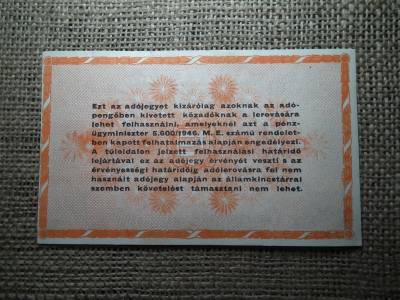 Ezt az adójegyet kizárólag azoknak az adó-
pengőben kivetett közadóknak a lerovására
lehet felhasználni, amelyeknél azt a pénz-
ügyminiszter 5.600/1946. M. E. számú rendelet-
ben kapott felhatalmazás alapján engedélyezi.
A túloldalon jelzett felhasználási határidő
lejártával ez az adójegy érvényét veszti s az
érvényességi határidőig adólerovásra fel nem
használt adójegy alapján az államkincstárral
szemben követelést támasztani nem lehet.